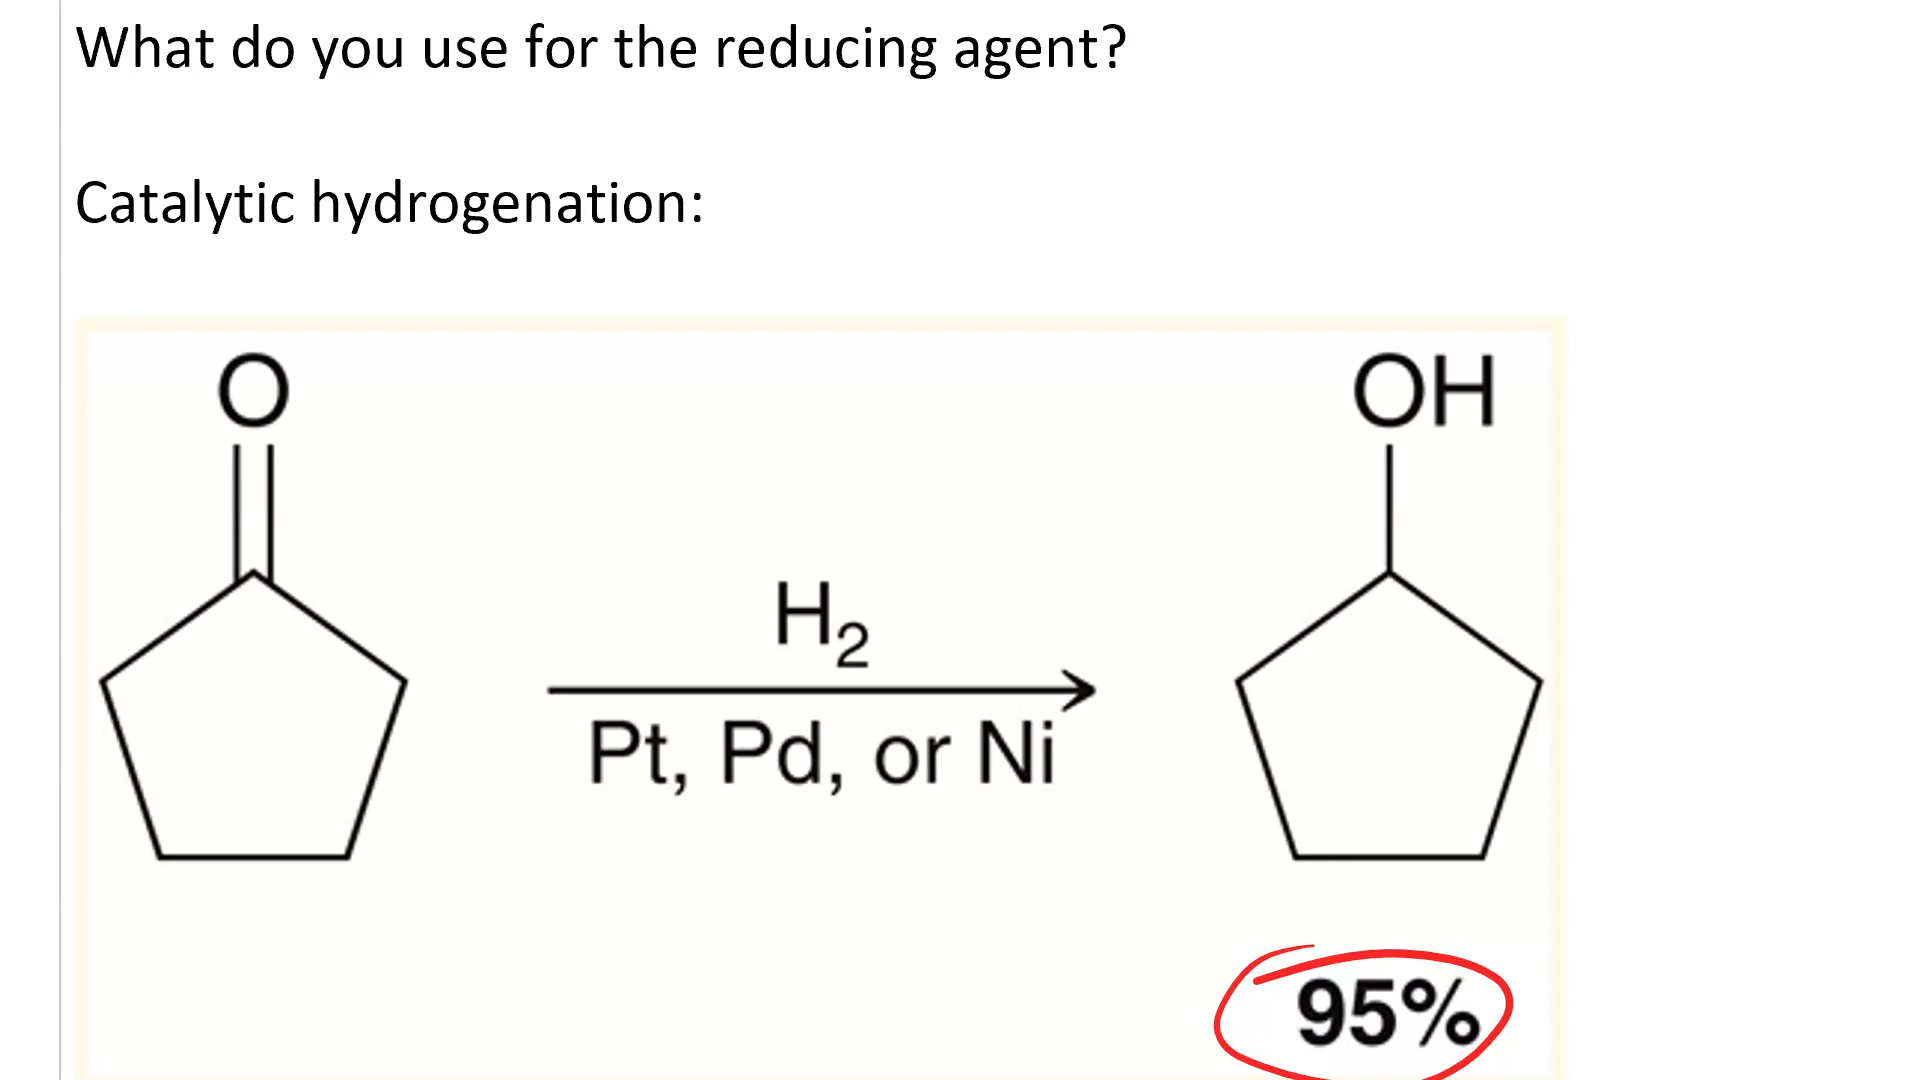 What do you use for the reducing agent?
Catalytic hydrogenation:
O
OH
H₂
Pt, Pd, or Ni
95%